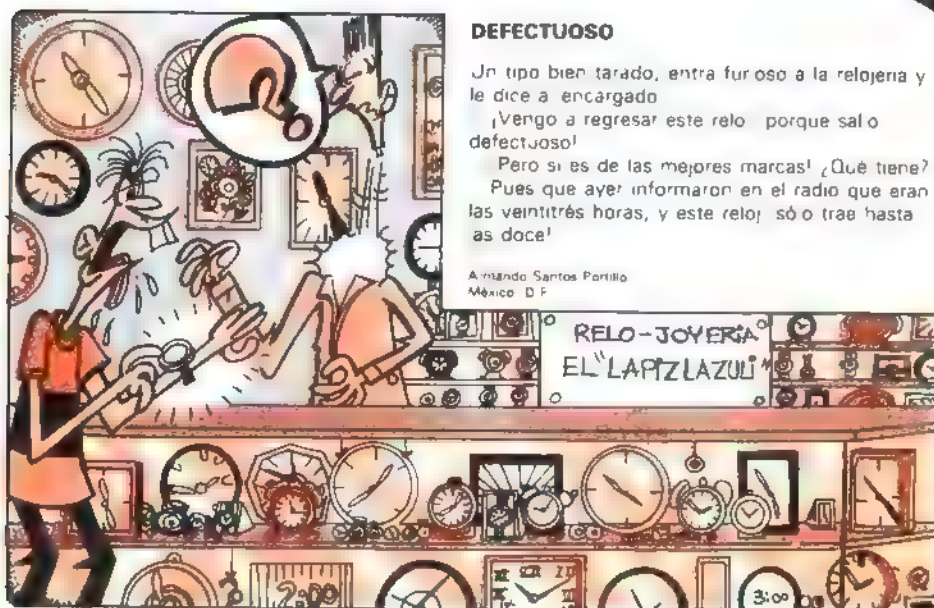 DEFECTUOSO
Un tipo bien tarado, entra furioso a la relojería y
le dice al encargado
¡Vengo a regresar este reloj porque salió
defectuoso!
Pero si es de las mejores marcas! ¿Qué tiene?
Pues que ayer informaron en el radio que eran
las veintitrés horas, y este reloj sólo trae hasta
las doce!
Armando Santos Portillo
México D F
?
RELO-JOYERÍA
EL "LAPIZLAZULI"
2:00
3:00